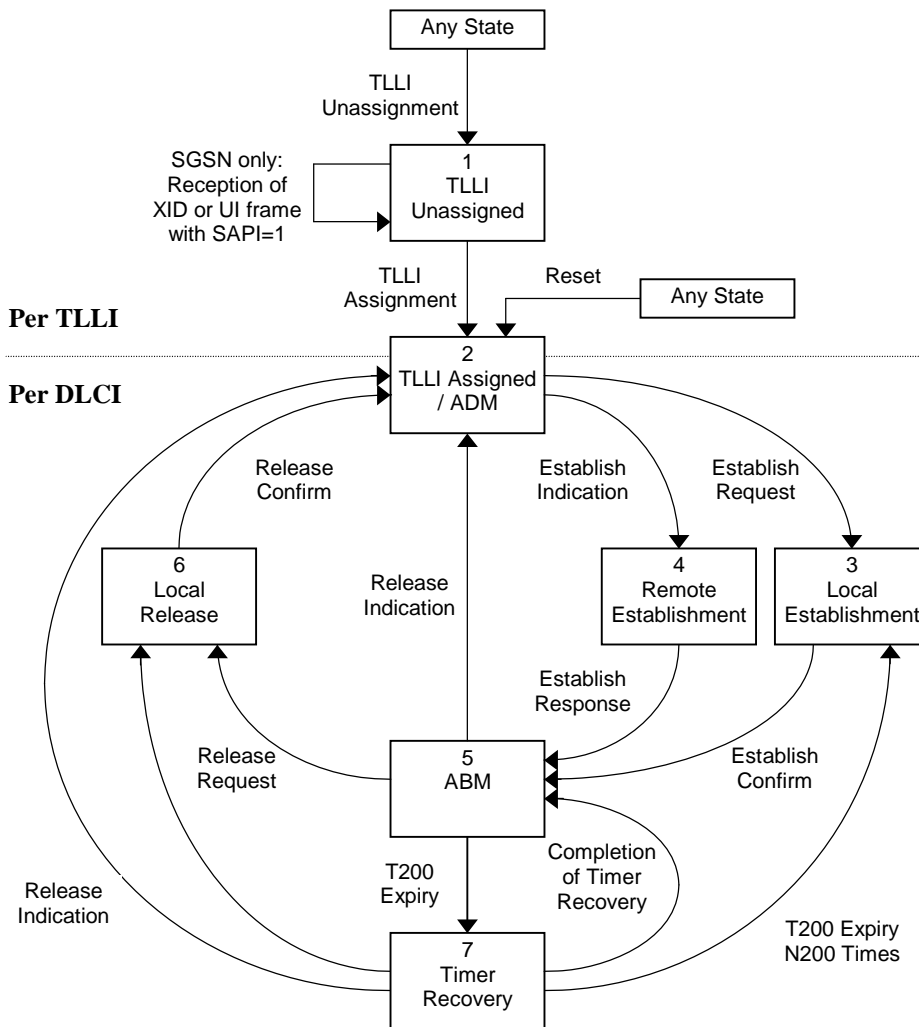 Any State
TLLI
Unassignment
SGSN only:
Reception of
XID or UI frame
with SAPI=1
1
TLLI
Unassigned
TLLI
Assignment
Reset
Any State
Per TLLI
2
TLLI Assigned
/ ADM
Per DLCI
Release
Confirm
Establish
Indication
Establish
Request
6
Local
Release
Release
Indication
4
Remote
Establishment
3
Local
Establishment
Establish
Response
Release
Request
5
ABM
Establish
Confirm
T200
Expiry
Completion
of Timer
Recovery
Release
Indication
T200 Expiry
N200 Times
7
Timer
Recovery